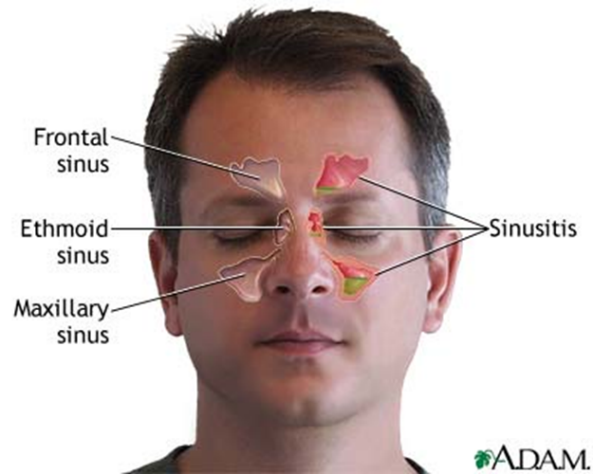 Frontal
sinus
Ethmoid
sinus
Maxillary
sinus
Sinusitis
ADAM.